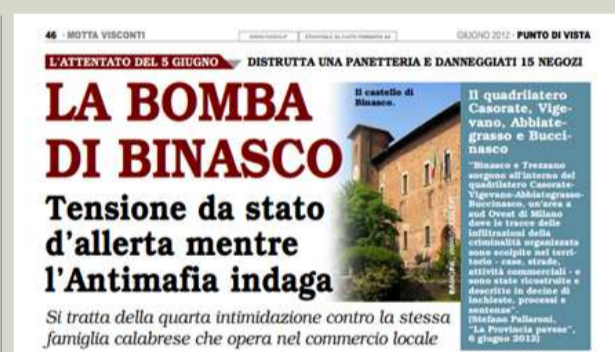 46 · MOTTA VISCONTI
GIUGNO 2012 · PUNTO DI VISTA
L'ATTENTATO DEL 5 GIUGNO
DISTRUTTA UNA PANETTERIA E DANNEGGIATI 15 NEGOZI
LA BOMBA
DI BINASCO
Tensione da stato
d'allerta mentre
l'Antimafia indaga
Si tratta della quarta intimidazione contro la stessa
famiglia calabrese che opera nel commercio locale
Il castello di
Binasco.
Il quadrilatero
Casorate, Vige-
vano, Abbiate-
grasso e Bucci-
nasco
"Binasco e Trezzano
sorgono all'interno del
quadrilatero Casorate-
Vigevano-Abbiategrasso-
Buccinasco, un'area a
sud Ovest di Milano
dove le tracce delle
infiltrazioni della
criminalità organizzata
sono scolpite nel terri-
torio - case, strade,
attività commerciali - e
sono state ricostruite e
descritte in decine di
inchieste, processi e
sentenze".
(Stefano Pallaroni,
"La Provincia pavese",
6 giugno 2012)